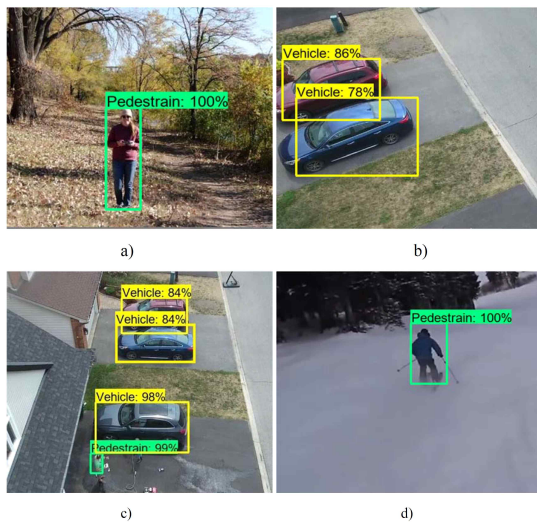 Pedestrain: 100%
Vehicle: 86%
Vehicle: 78%
a)
b)
Vehicle: 84%
Vehicle: 84%
Vehicle: 98%
Pedestrain: 99%
Pedestrain: 100%
c)
d)